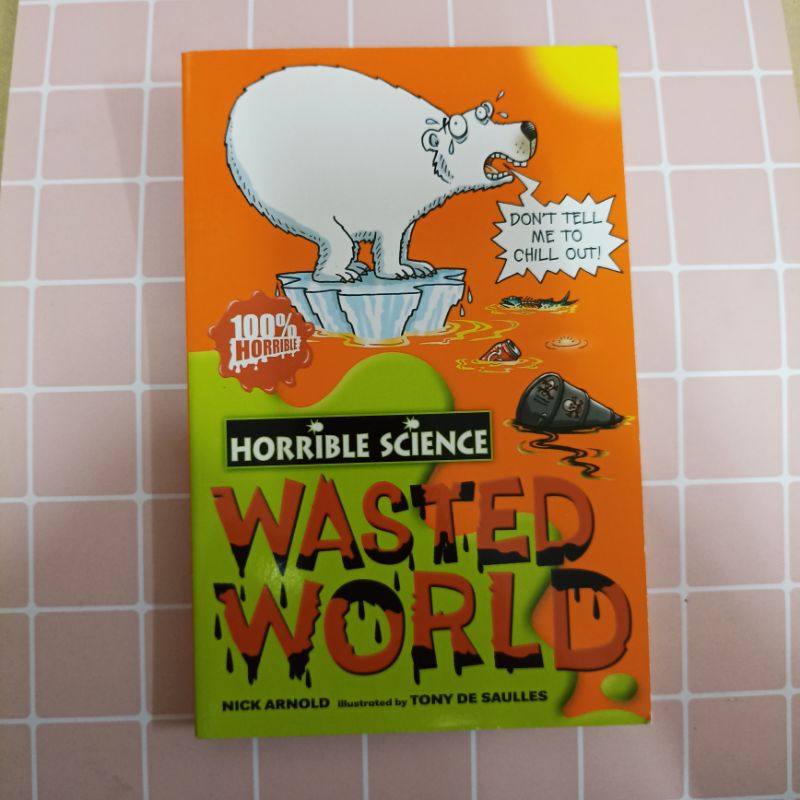 DON'T TELL
ME TO
CHILL OUT!
100%
HORRIBLE
HORRIBLE SCIENCE
WASTED
WORLD
NICK ARNOLD illustrated by TONY DE SAULLES